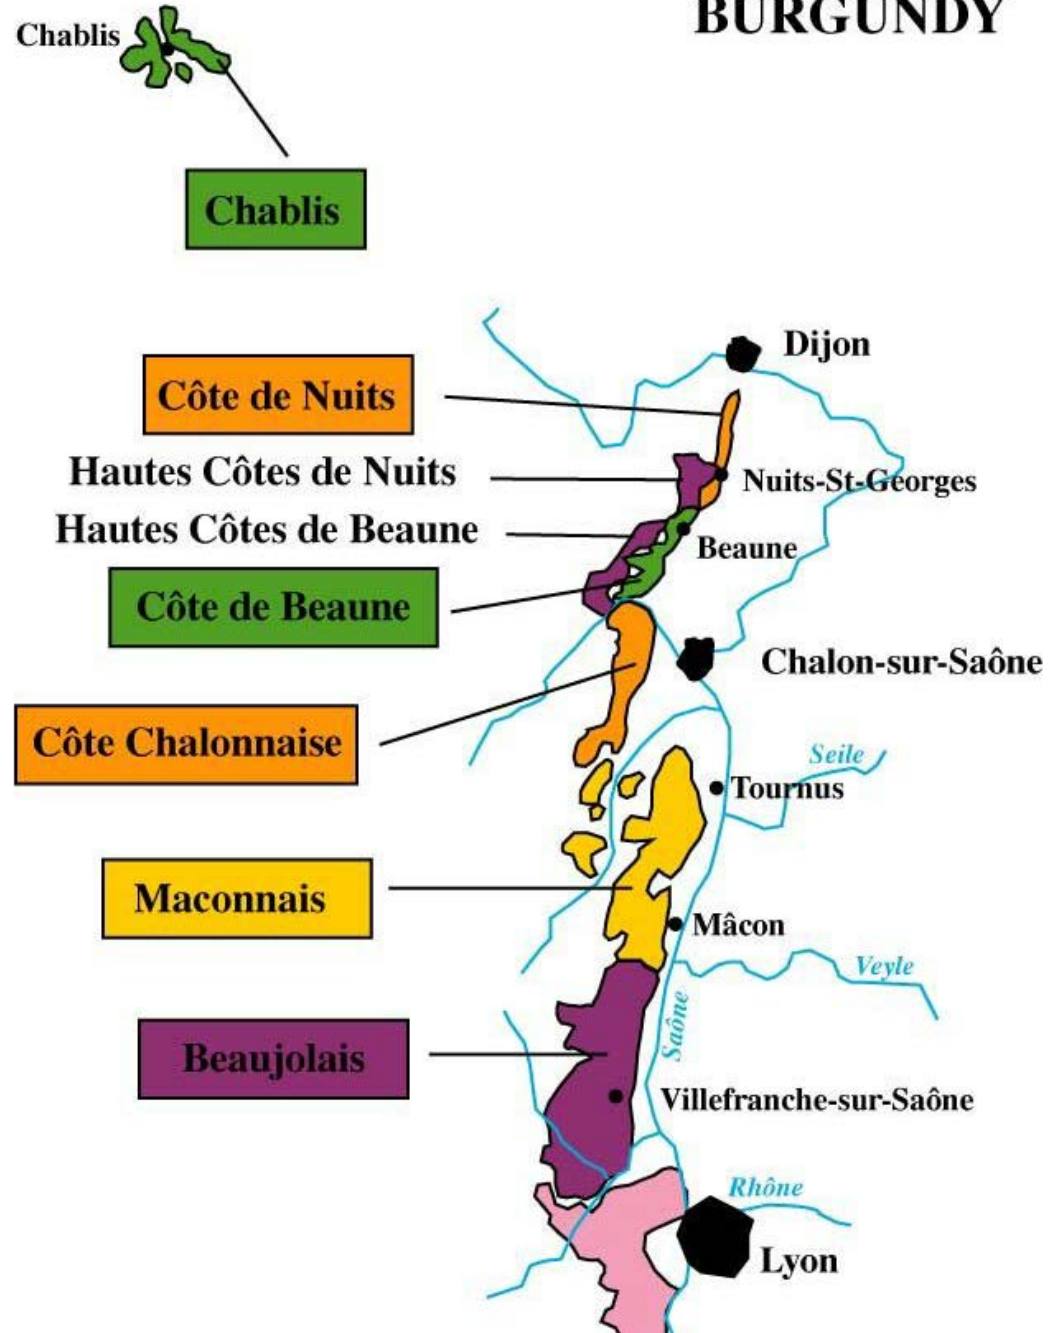 BURGUNDY
Chablis
Chablis
Dijon
Côte de Nuits
Hautes Côtes de Nuits
Nuits-St-Georges
Hautes Côtes de Beaune
Beaune
Côte de Beaune
Chalon-sur-Saône
Côte Chalonnaise
Seile
Tournus
Maconnais
Mâcon
Veyle
Saône
Beaujolais
Villefranche-sur-Saône
Rhône
Lyon